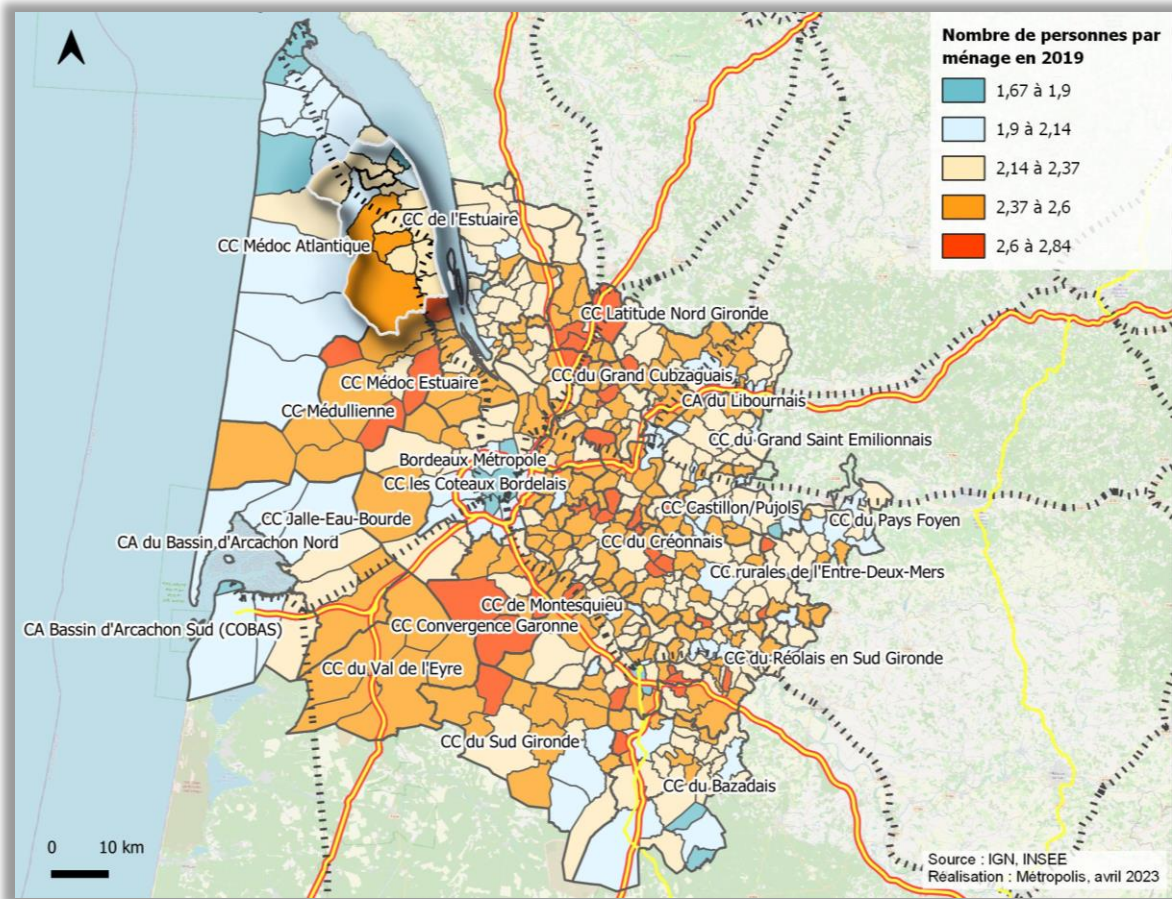 Nombre de personnes par
ménage en 2019
1,67 à 1,9
1,9 à 2,14
2,14 à 2,37
2,37 à 2,6
2,6 à 2,84
CC de l'Estuaire
CC Médoc Atlantique
CC Latitude Nord Gironde
CC Médoc Estuaire
CC du Grand Cubzaguais
CA du Libournais
CC Médullienne
CC du Grand Saint Emilionnais
Bordeaux Métropole
CC les Coteaux Bordelais
CC Castillon/Pujols
CC du Pays Foyen
CC Jalle-Eau-Bourde
CA du Bassin d'Arcachon Nord
CC du Créonnais
CC rurales de l'Entre-Deux-Mers
CC de Montesquieu
CA Bassin d'Arcachon Sud (COBAS)
CC Convergence Garonne
CC du Val de l'Eyre
CC du Réolais en Sud Gironde
CC du Sud Gironde
CC du Bazadais
0 10 km
Source : IGN, INSEE
Réalisation : Métropolis, avril 2023